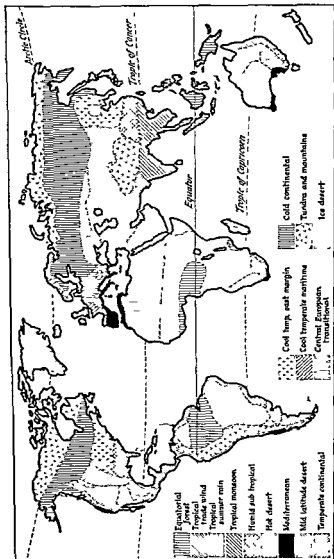 Arctic Circle
Tropic of Cancer
Equator
Tropic of Capricorn
Equatorial
forest
Tropical
trade wind
Tropical
summer rain
Tropical monsoon
Humid sub tropical
Hot desert
Mediterranean
Mid latitude desert
Temperate continental
Cool temp. east margin
Cool temperate maritime
Central European
transitional
Cold continental
Tundra and mountains
Ice desert